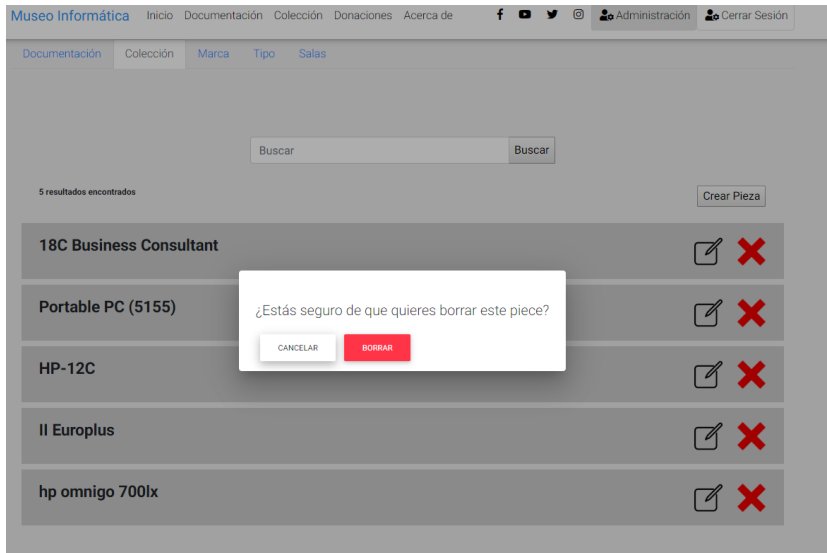 Museo Informática Inicio Documentación Colección Donaciones Acerca de Administración Cerrar Sesión
Documentación Colección Marca Tipo Salas
Buscar Buscar
5 resultados encontrados Crear Pieza
18C Business Consultant
¿Estás seguro de que quieres borrar este piece?
CANCELAR BORRAR
Portable PC (5155)
HP-12C
II Europlus
hp omnigo 700lx